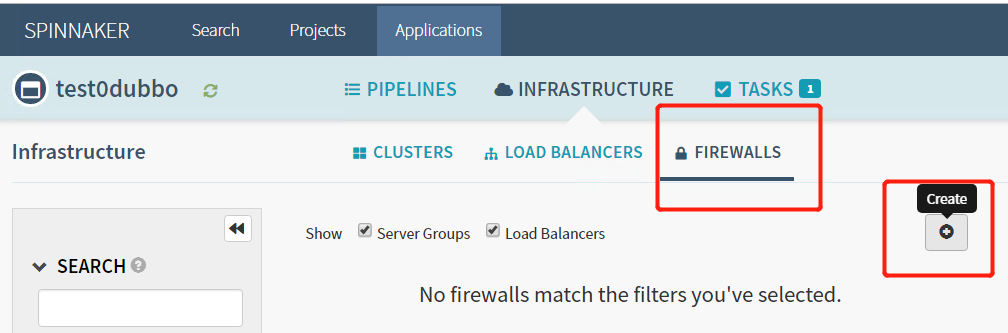 SPINNAKER Search Projects Applications
test0dubbo PIPELINES INFRASTRUCTURE TASKS 1
Infrastructure CLUSTERS LOAD BALANCERS FIREWALLS
Create
Show Server Groups Load Balancers
SEARCH
No firewalls match the filters you've selected.